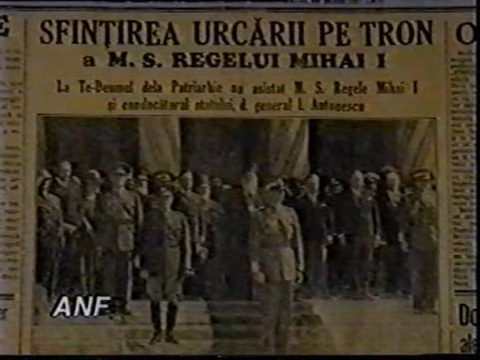 SFINȚIREA URCĂRII PE TRON
a M. S. REGELUI MIHAI I
La Te-Deumul dela Patriarhie au asistat M. S. Regele Mihai I
și conducătorul statului, d. general I. Antonescu
ANF